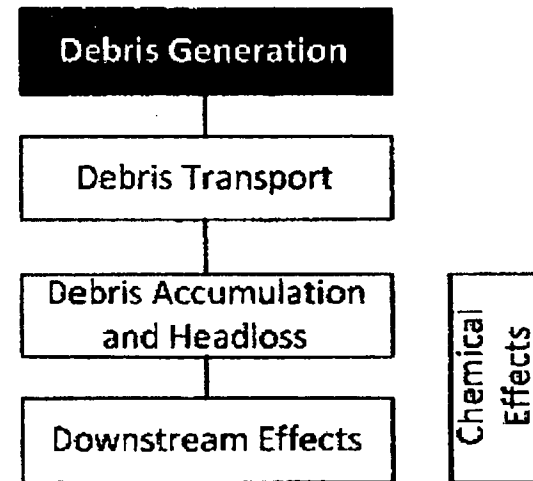 Debris Generation
Debris Transport
Debris Accumulation
and Headloss
Downstream Effects
Chemical
Effects